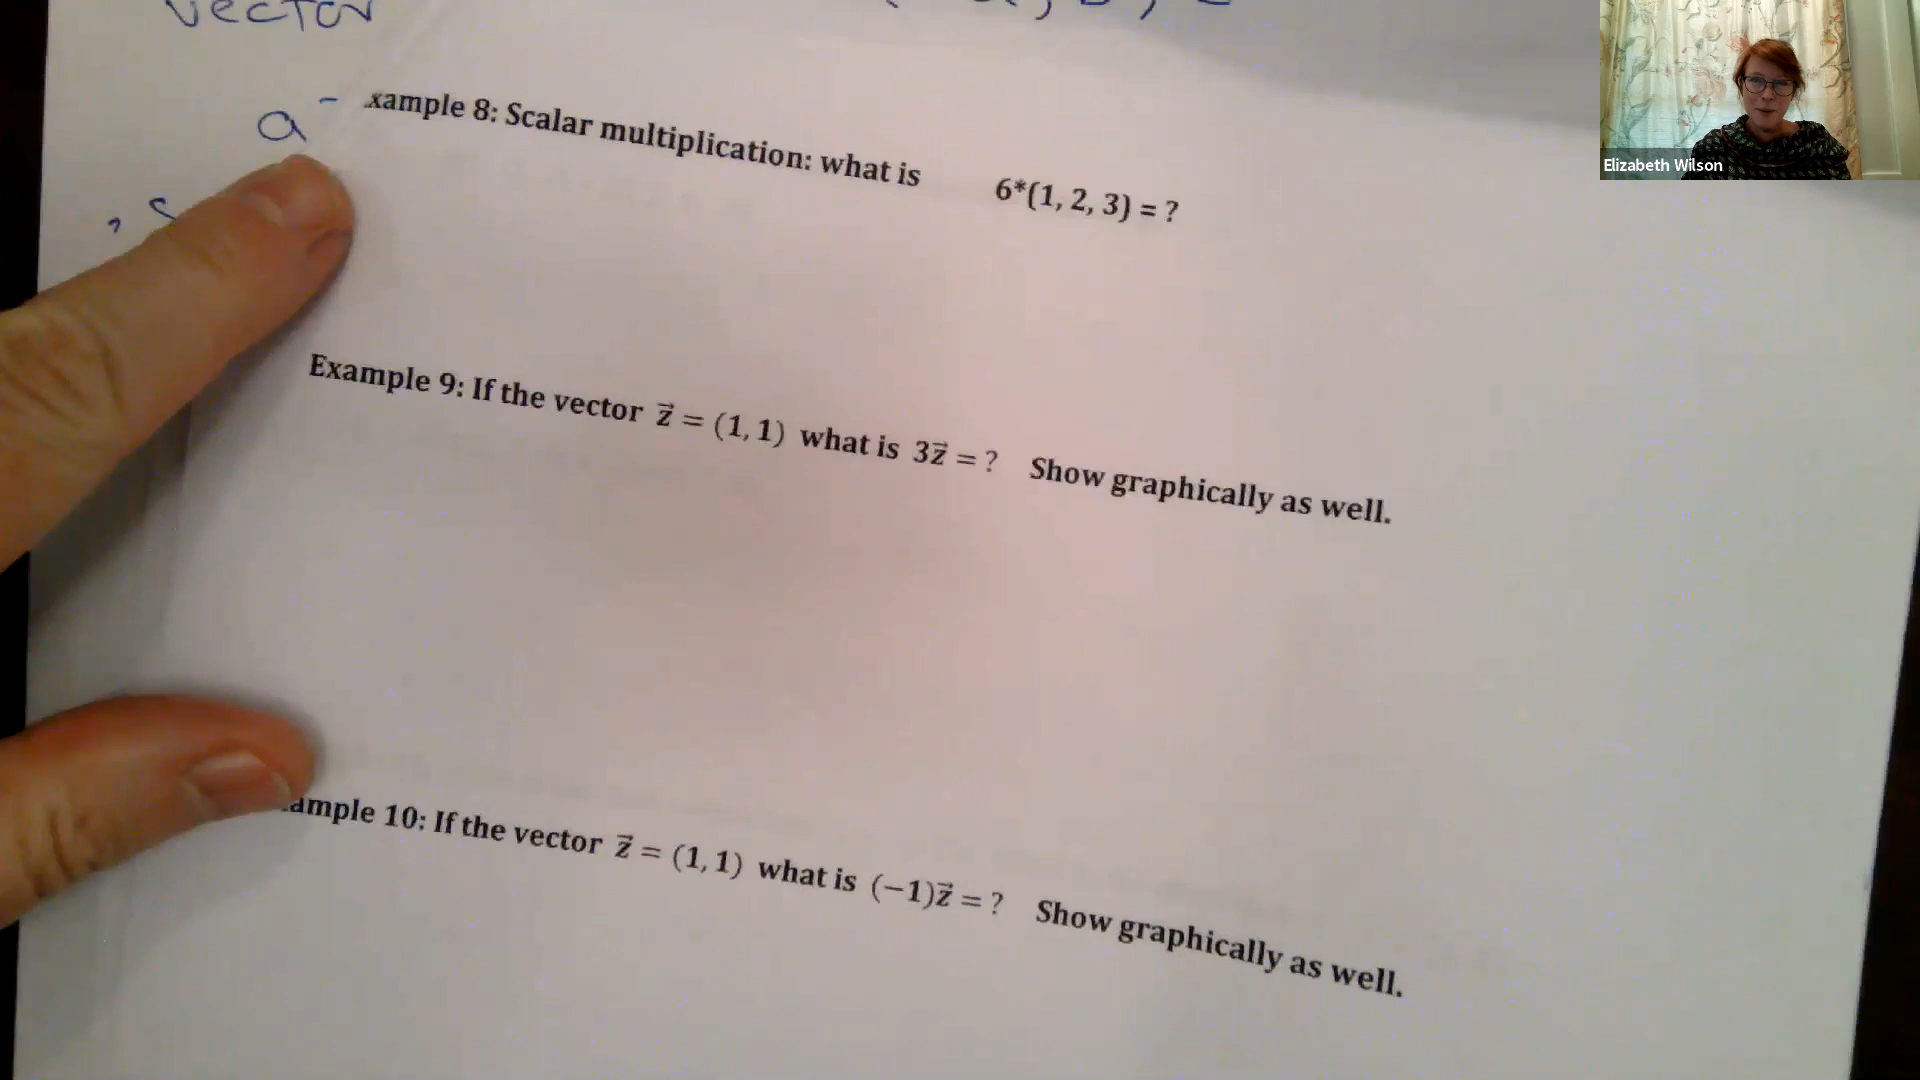 vector
a
xample 8: Scalar multiplication: what is 6*(1, 2, 3) = ?
Example 9: If the vector z⃗ = (1, 1) what is 3z⃗ = ? Show graphically as well.
ample 10: If the vector z⃗ = (1, 1) what is (−1)z⃗ = ? Show graphically as well.
Elizabeth Wilson